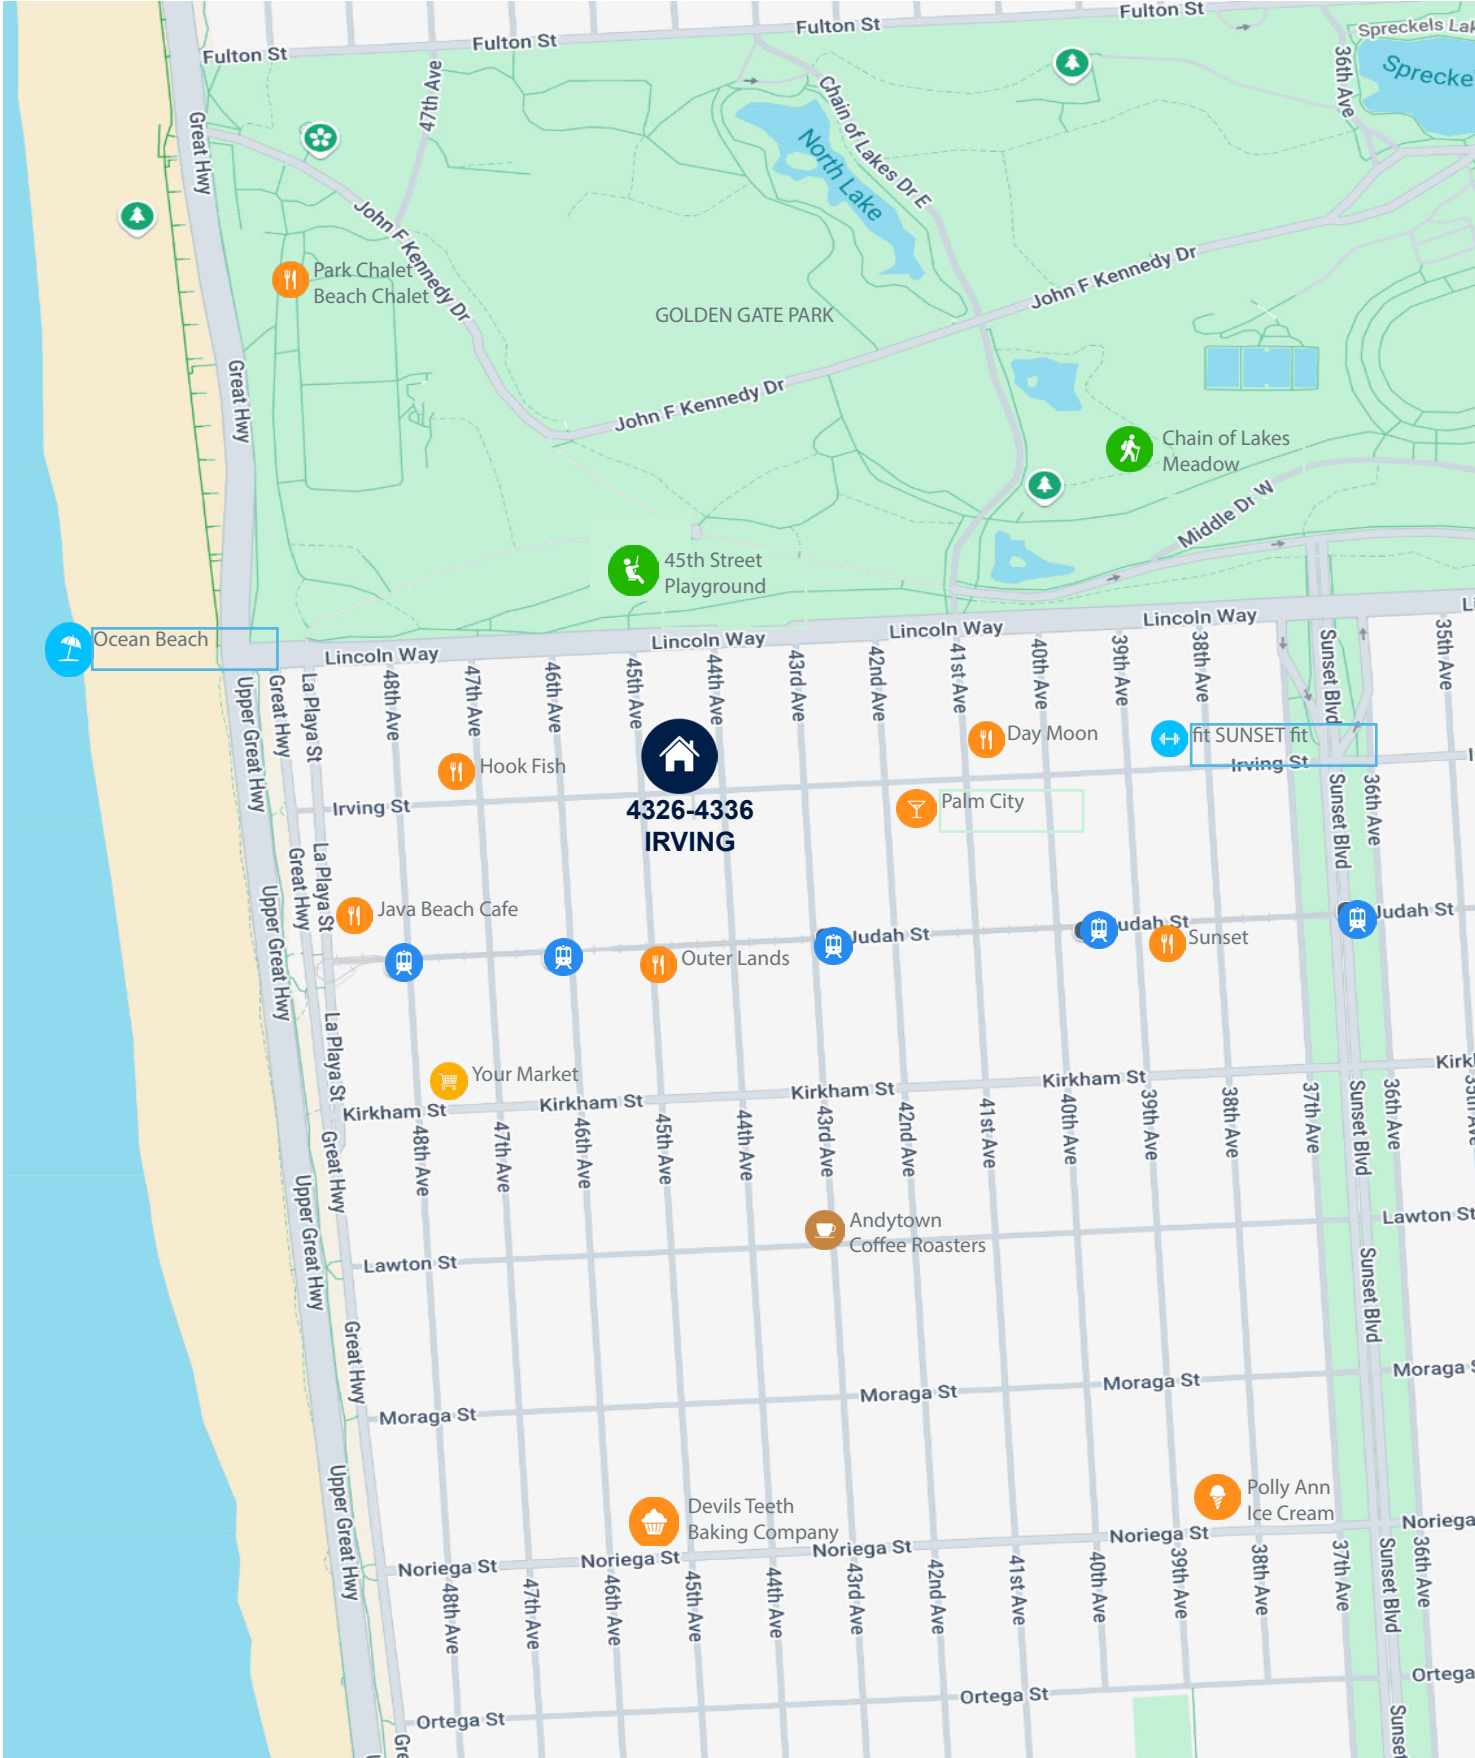 Fulton St
Fulton St
Fulton St
Fulton St
Spreckels Lak
Sprecke
36th Ave
47th Ave
Great Hwy
Chain of Lakes Dr E
North Lake
John F Kennedy Dr
Park Chalet
Beach Chalet
GOLDEN GATE PARK
John F Kennedy Dr
Great Hwy
John F Kennedy Dr
Chain of Lakes
Meadow
Middle Dr W
45th Street
Playground
Ocean Beach
Lincoln Way
Lincoln Way
Lincoln Way
Lincoln Way
Li
Upper Great Hwy
Great Hwy
La Playa St
48th Ave
47th Ave
46th Ave
45th Ave
44th Ave
43rd Ave
42nd Ave
41st Ave
40th Ave
39th Ave
38th Ave
Sunset Blvd
35th Ave
Hook Fish
Day Moon
fit SUNSET fit
Irving St
I
Irving St
4326-4336
IRVING
Palm City
Sunset Blvd
36th Ave
Great Hwy
La Playa St
Upper Great Hwy
Java Beach Cafe
Outer Lands
Judah St
udah St
Sunset
Judah St
La Playa St
Your Market
Kirkham St
Kirkham St
Kirkham St
Kirkham St
Kirkl
Great Hwy
48th Ave
47th Ave
46th Ave
45th Ave
44th Ave
43rd Ave
42nd Ave
41st Ave
40th Ave
39th Ave
38th Ave
37th Ave
Sunset Blvd
36th Ave
35th Av
Upper Great Hwy
Andytown
Coffee Roasters
Lawton St
Lawton St
Sunset Blvd
Great Hwy
Moraga St
Moraga St
Moraga St
Moraga S
Upper Great Hwy
Devils Teeth
Baking Company
Polly Ann
Ice Cream
Noriega St
Noriega St
Noriega St
Noriega St
Noriega
48th Ave
47th Ave
46th Ave
45th Ave
44th Ave
43rd Ave
42nd Ave
41st Ave
40th Ave
39th Ave
38th Ave
37th Ave
Sunset Blvd
36th Ave
Ortega St
Ortega St
Ortega
Gre
Sunset